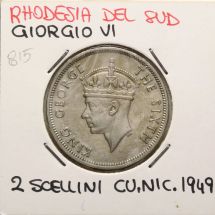 RHODESIA DEL SUD
GIORGIO VI
815
KING GEORGE THE SIXTH
2 SCELLINI CU.NIC. 1949